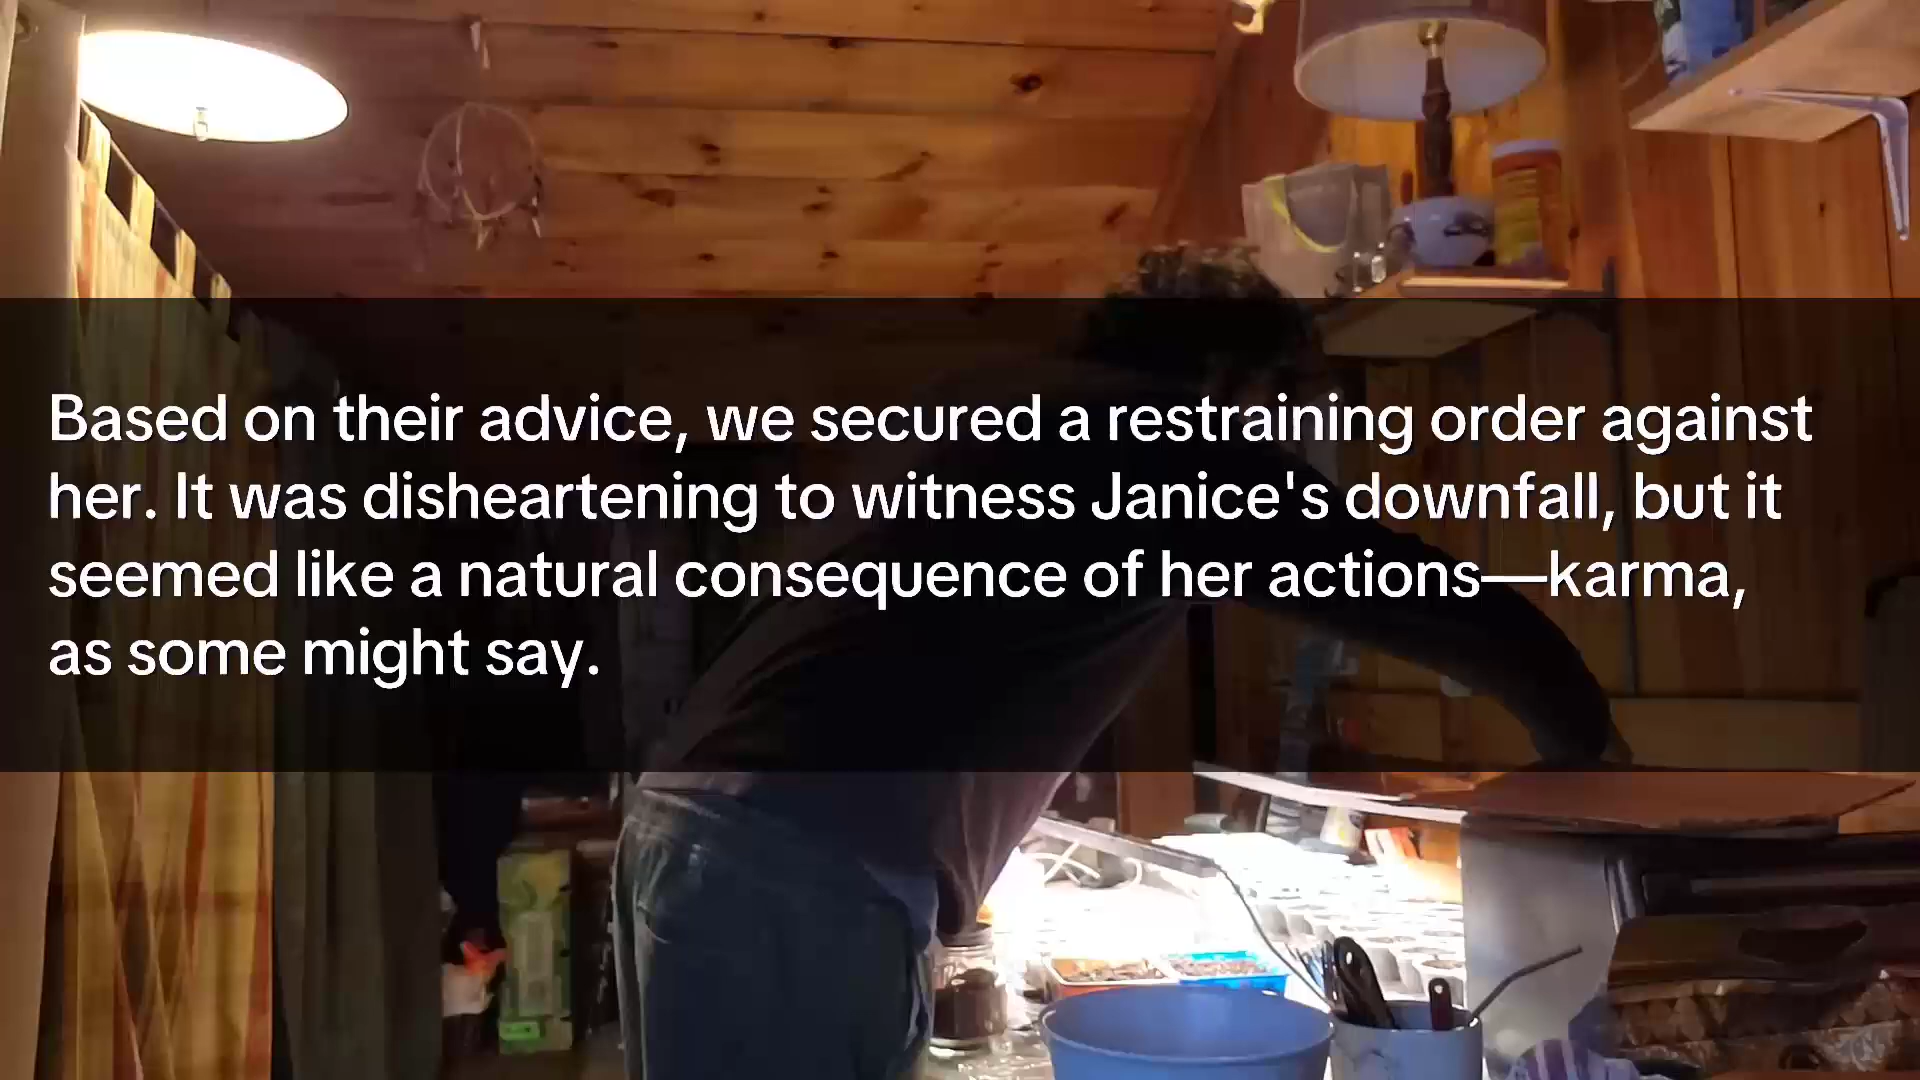 Based on their advice, we secured a restraining order against
her. It was disheartening to witness Janice's downfall, but it
seemed like a natural consequence of her actions—karma,
as some might say.